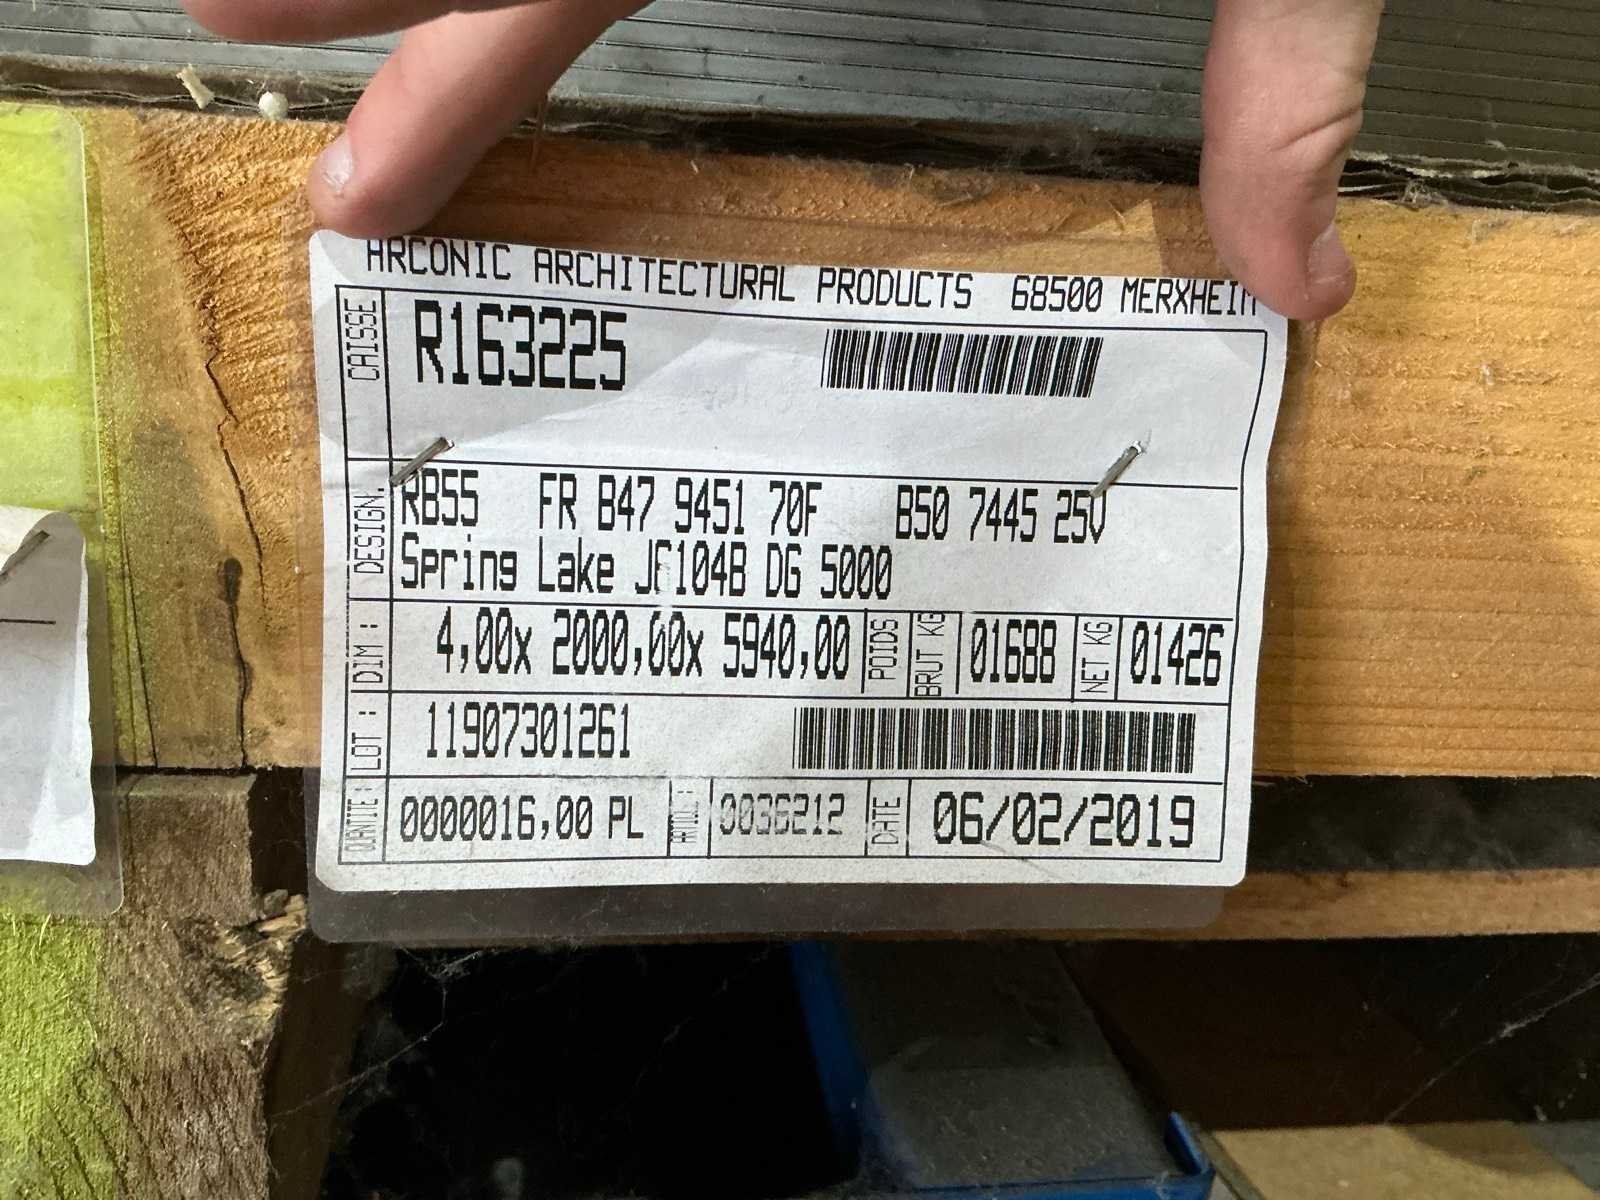 ARCONIC ARCHITECTURAL PRODUCTS 68500 MERXHEIM
CAISSE R163225
DESIGN. RB55 FR B47 9451 70F B50 7445 25V
Spring Lake JG104B DG 5000
DIM : 4,00x 2000,00x 5940,00 POIDS BRUT KG 01688 NET KG 01426
LOT : 11907301261
QUANTITE: 0000016,00 PL 0036212 DATE 06/02/2019